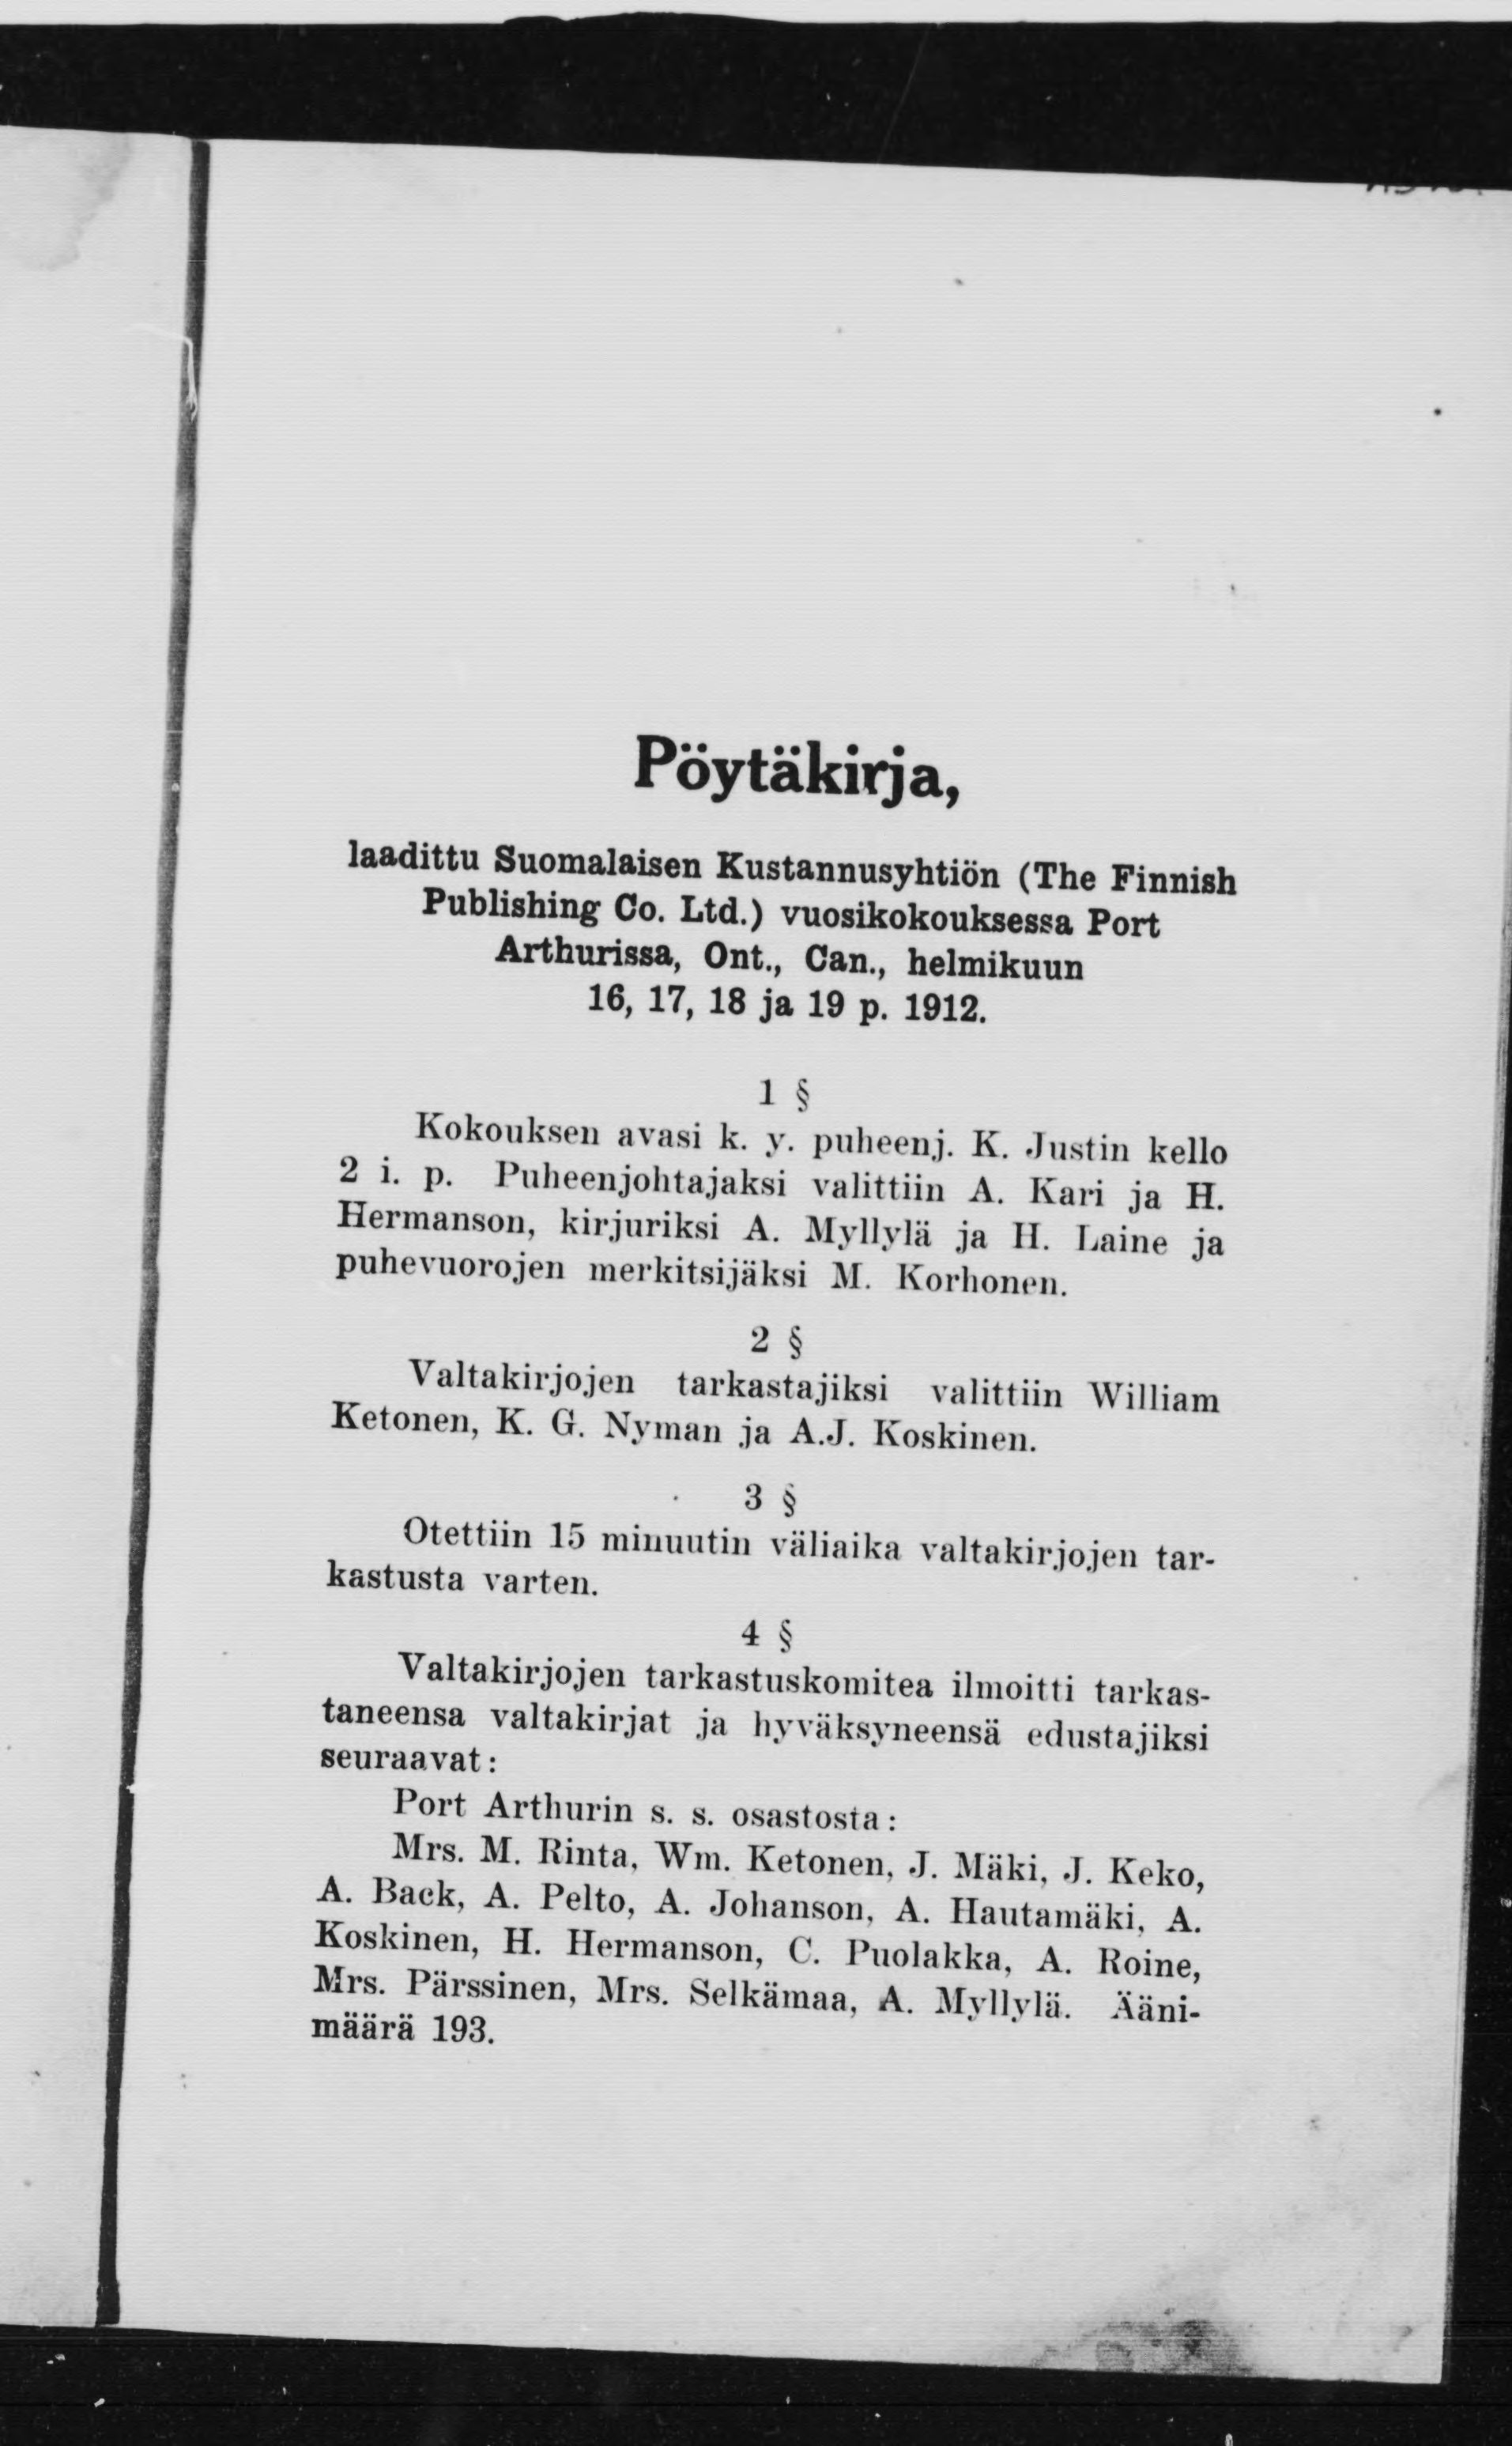 Pöytäkirja,
laadittu Suomalaisen Kustannusyhtiön (The Finnish
Publishing Co. Ltd.) vuosikokouksessa Port
Arthurissa, Ont., Can., helmikuun
16, 17, 18 ja 19 p. 1912.
1 §
Kokouksen avasi k. y. puheenj. K. Justin kello
2 i. p. Puheenjohtajaksi valittiin A. Kari ja H.
Hermanson, kirjuriksi A. Myllylä ja H. Laine ja
puhevuorojen merkitsijäksi M. Korhonen.
2 §
Valtakirjojen tarkastajiksi valittiin William
Ketonen, K. G. Nyman ja A.J. Koskinen.
3 §
Otettiin 15 minuutin väliaika valtakirjojen tar-
kastusta varten.
4 §
Valtakirjojen tarkastuskomitea ilmoitti tarkas-
taneensa valtakirjat ja hyväksyneensä edustajiksi
seuraavat:
Port Arthurin s. s. osastosta:
Mrs. M. Rinta, Wm. Ketonen, J. Mäki, J. Keko,
A. Back, A. Pelto, A. Johanson, A. Hautamäki, A.
Koskinen, H. Hermanson, C. Puolakka, A. Roine,
Mrs. Pärssinen, Mrs. Selkämaa, A. Myllylä. Ääni-
määrä 193.